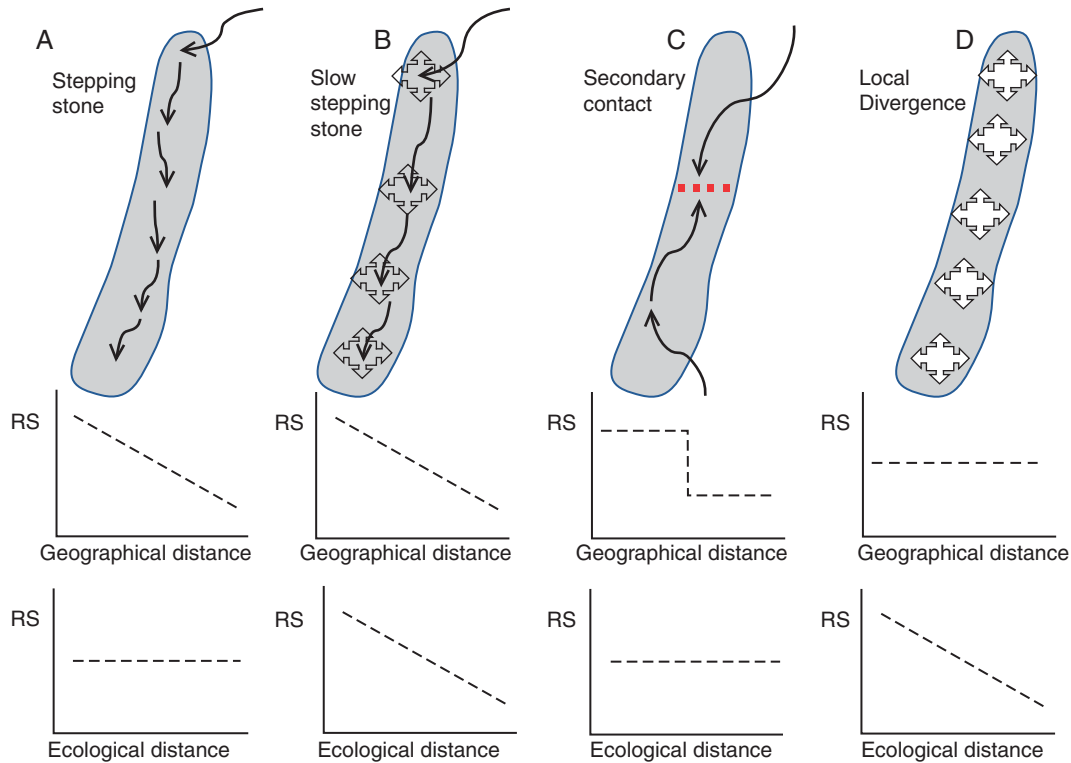 A
Stepping
stone
B
Slow
stepping
stone
C
Secondary
contact
D
Local
Divergence
RS
Geographical distance
RS
Geographical distance
RS
Geographical distance
RS
Geographical distance
RS
Ecological distance
RS
Ecological distance
RS
Ecological distance
RS
Ecological distance